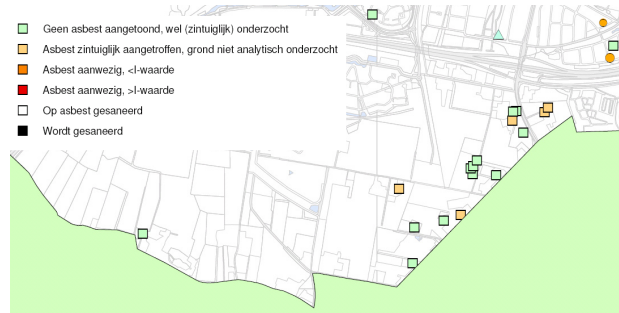 Geen asbest aangetoond, wel (zintuiglijk) onderzocht
Asbest zintuiglijk aangetroffen, grond niet analytisch onderzocht
Asbest aanwezig, <I-waarde
Asbest aanwezig, >I-waarde
Op asbest gesaneerd
Wordt gesaneerd